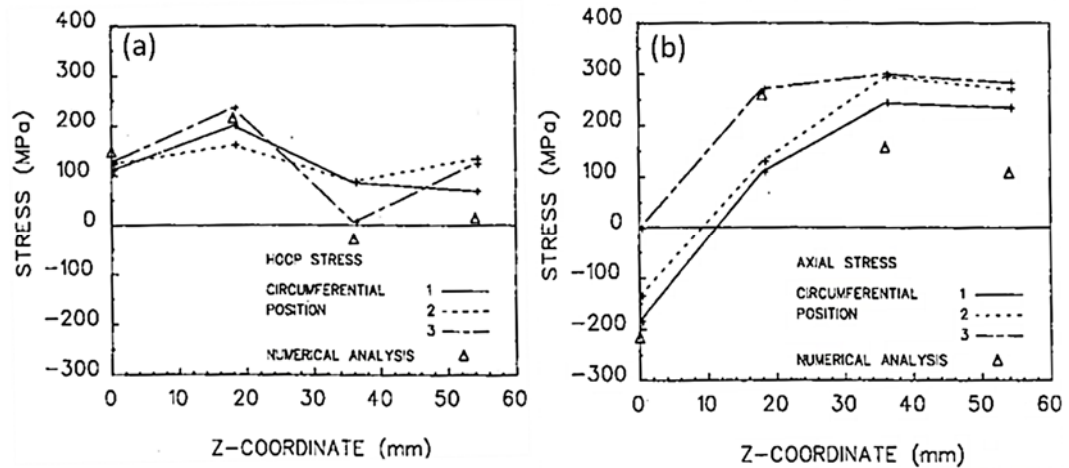 (a)
400
300
200
100
0
-100
-200
-300
STRESS (MPa)
HOOP STRESS
CIRCUMFERENTIAL 1
POSITION 2
3
NUMERICAL ANALYSIS
0 10 20 30 40 50 60
Z-COORDINATE (mm)
(b)
400
300
200
100
0
-100
-200
-300
STRESS (MPa)
AXIAL STRESS
CIRCUMFERENTIAL 1
POSITION 2
3
NUMERICAL ANALYSIS
0 10 20 30 40 50 60
Z-COORDINATE (mm)